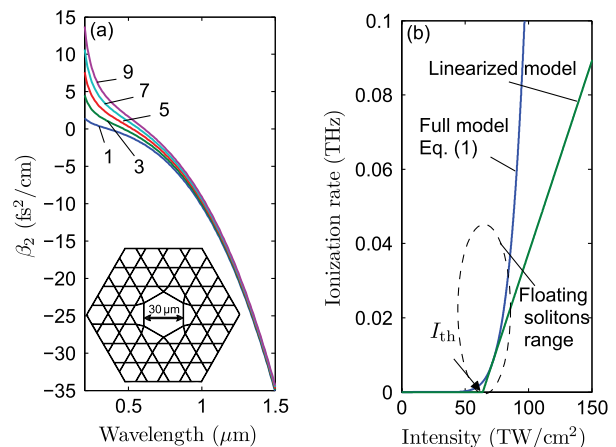 (a)
15
10
5
0
−5
−10
−15
−20
−25
−30
−35
β₂ (fs²/cm)
9
7
5
3
1
30 μm
0.5
1
1.5
Wavelength (μm)
(b)
0.1
0.08
0.06
0.04
0.02
0
Ionization rate (THz)
Linearized model
Full model
Eq. (1)
Floating
solitons
range
I_th
0
50
100
150
Intensity (TW/cm²)